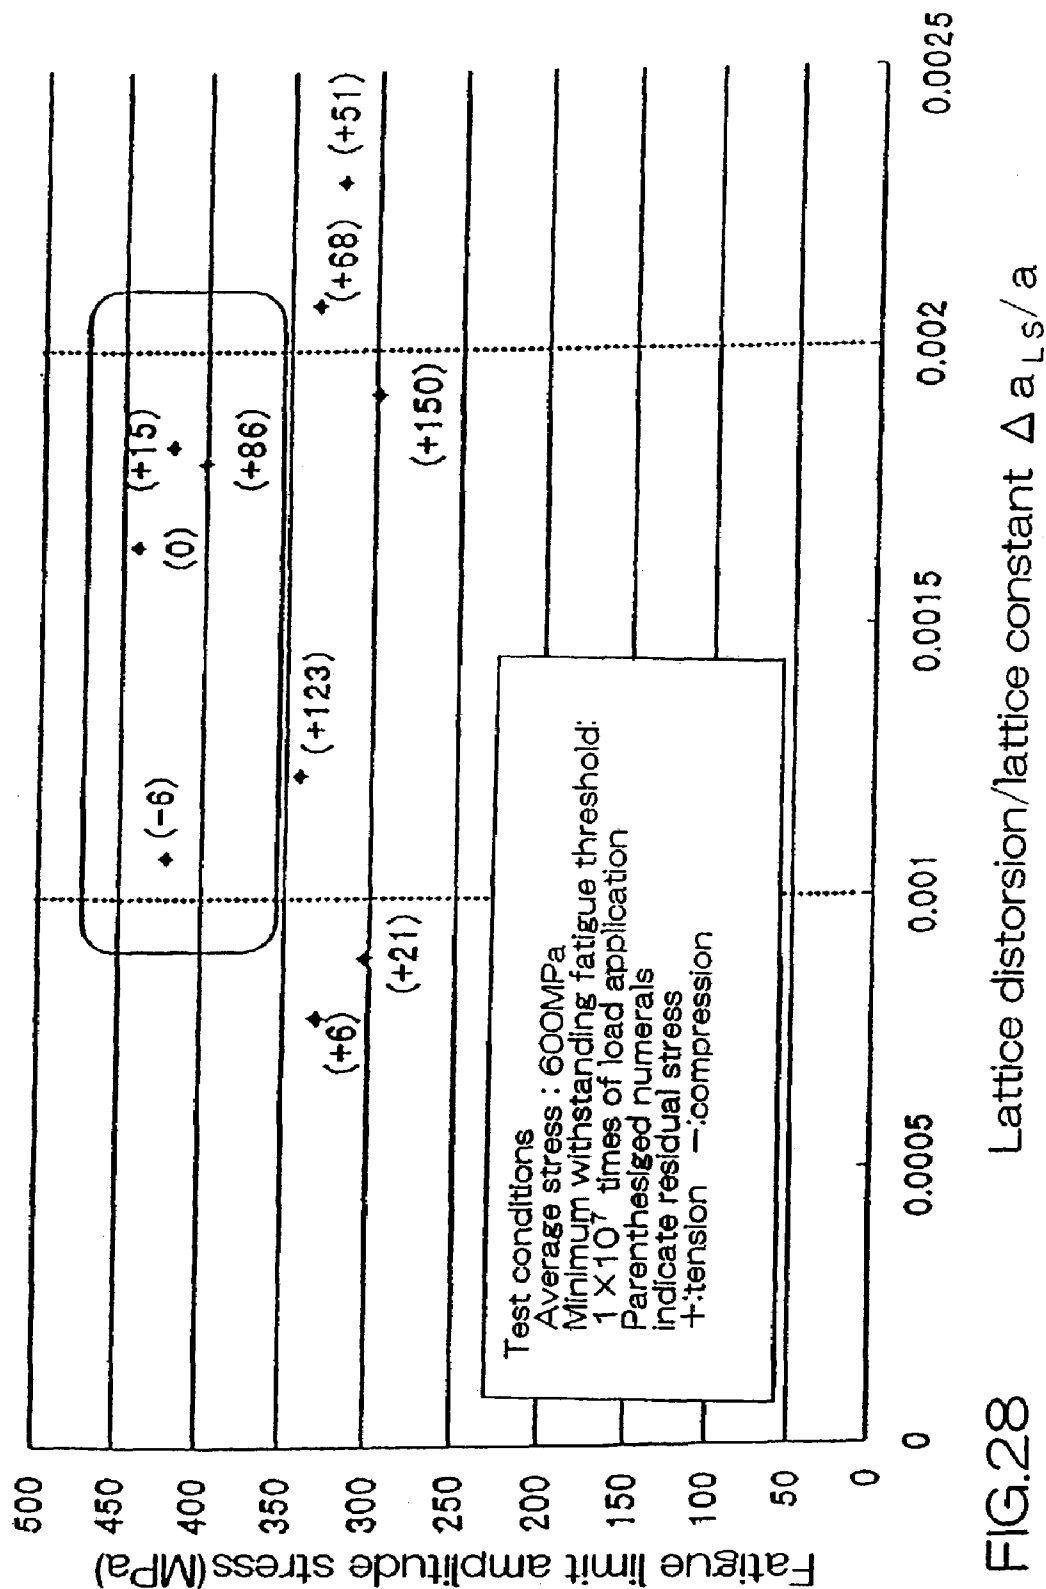 Fatigue limit amplitude stress(MPa)
500
450
400
350
300
250
200
150
100
50
0
(+15)
(0)
(+86)
(-6)
(+68)
(+51)
(+150)
(+123)
(+21)
(+6)
Test conditions
Average stress : 600MPa
Minimum withstanding fatigue threshold:
1×10⁷ times of load application
Parenthesiged numerals
indicate residual stress
+:tension -:compression
0
0.0005
0.001
0.0015
0.002
0.0025
Lattice distorsion/lattice constant Δa LS/a
FIG.28